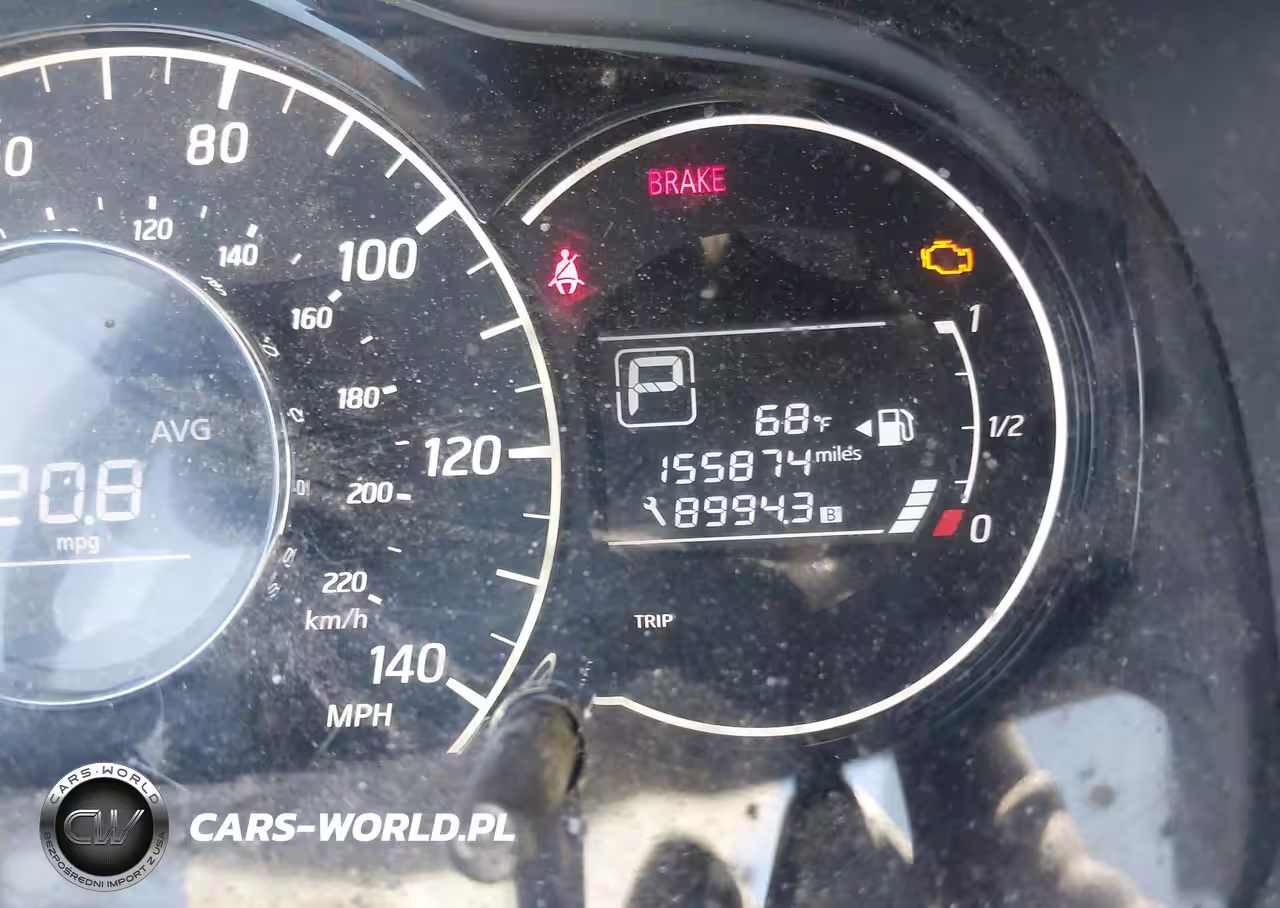 80
100
120
140
MPH
120
140
160
180
200
220
km/h
AVG
20.8
mpg
BRAKE
P
68°F
155874 miles
8994.3 B
TRIP
1
1/2
0
CARS-WORLD
CW
BEZPOŚREDNI IMPORT Z USA
CARS-WORLD.PL